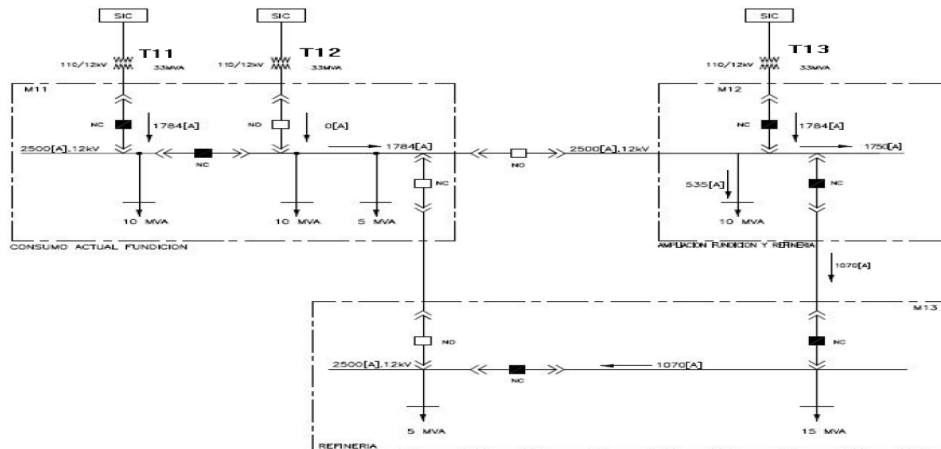 SIC
SIC
SIC
T11
T12
T13
110/12kV
33MVA
110/12kV
33MVA
110/12kV
33MVA
M11
M12
NC
1784[A]
NO
0[A]
NC
1784[A]
2500[A],12kV
1784[A]
2500[A],12kV
1750[A]
NC
NO
NC
535[A]
NC
10 MVA
10 MVA
5 MVA
10 MVA
CONSUMO ACTUAL FUNDICION
AMPLIACION FUNDICION Y REFINERIA
1070[A]
M13
NO
NC
2500[A],12kV
1070[A]
NC
5 MVA
15 MVA
REFINERIA